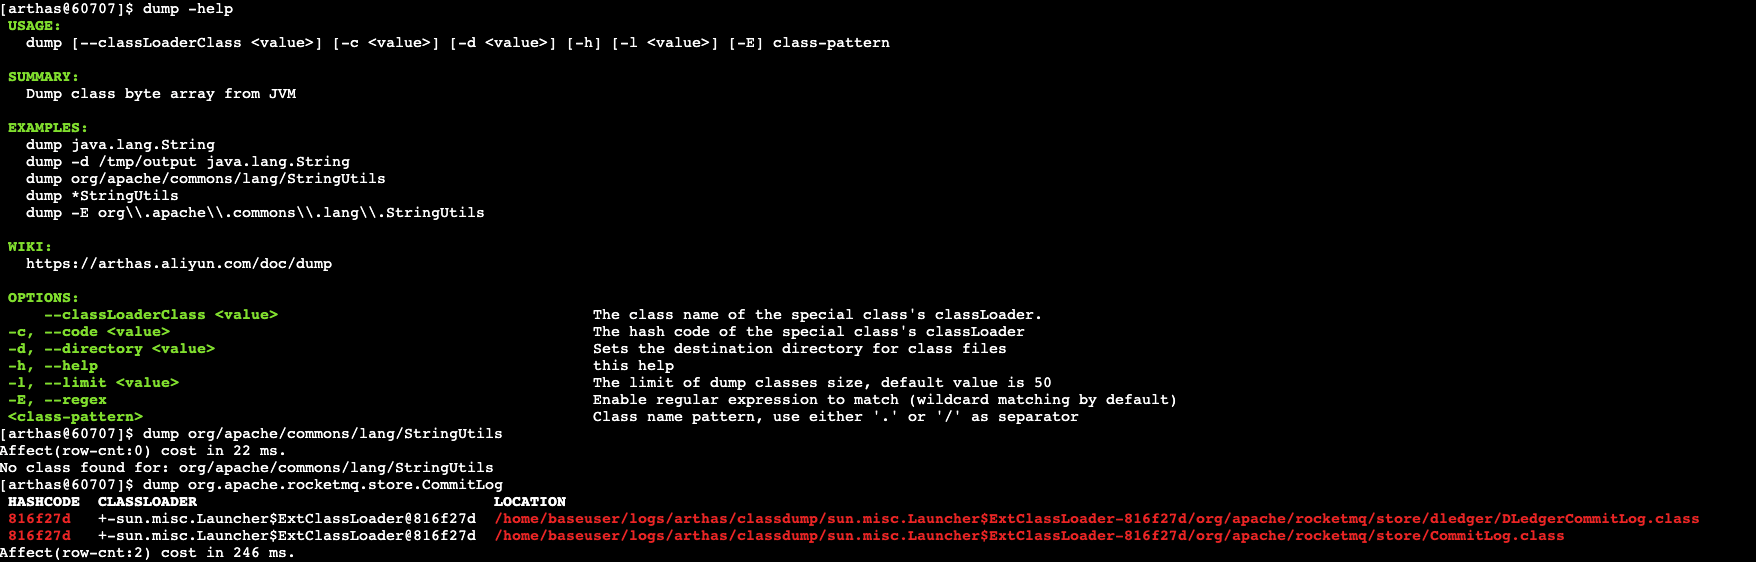 [arthas@60707]$ dump -help
USAGE:
dump [--classLoaderClass <value>] [-c <value>] [-d <value>] [-h] [-l <value>] [-E] class-pattern
SUMMARY:
Dump class byte array from JVM
EXAMPLES:
dump java.lang.String
dump -d /tmp/output java.lang.String
dump org/apache/commons/lang/StringUtils
dump *StringUtils
dump -E org\\.apache\\.commons\\.lang\\.StringUtils
WIKI:
https://arthas.aliyun.com/doc/dump
OPTIONS:
--classLoaderClass <value> The class name of the special class's classLoader.
-c, --code <value> The hash code of the special class's classLoader
-d, --directory <value> Sets the destination directory for class files
-h, --help this help
-l, --limit <value> The limit of dump classes size, default value is 50
-E, --regex Enable regular expression to match (wildcard matching by default)
<class-pattern> Class name pattern, use either '.' or '/' as separator
[arthas@60707]$ dump org/apache/commons/lang/StringUtils
Affect(row-cnt:0) cost in 22 ms.
No class found for: org/apache/commons/lang/StringUtils
[arthas@60707]$ dump org.apache.rocketmq.store.CommitLog
HASHCODE CLASSLOADER LOCATION
816f27d +-sun.misc.Launcher$ExtClassLoader@816f27d /home/baseuser/logs/arthas/classdump/sun.misc.Launcher$ExtClassLoader-816f27d/org/apache/rocketmq/store/dledger/DLedgerCommitLog.class
816f27d +-sun.misc.Launcher$ExtClassLoader@816f27d /home/baseuser/logs/arthas/classdump/sun.misc.Launcher$ExtClassLoader-816f27d/org/apache/rocketmq/store/CommitLog.class
Affect(row-cnt:2) cost in 246 ms.